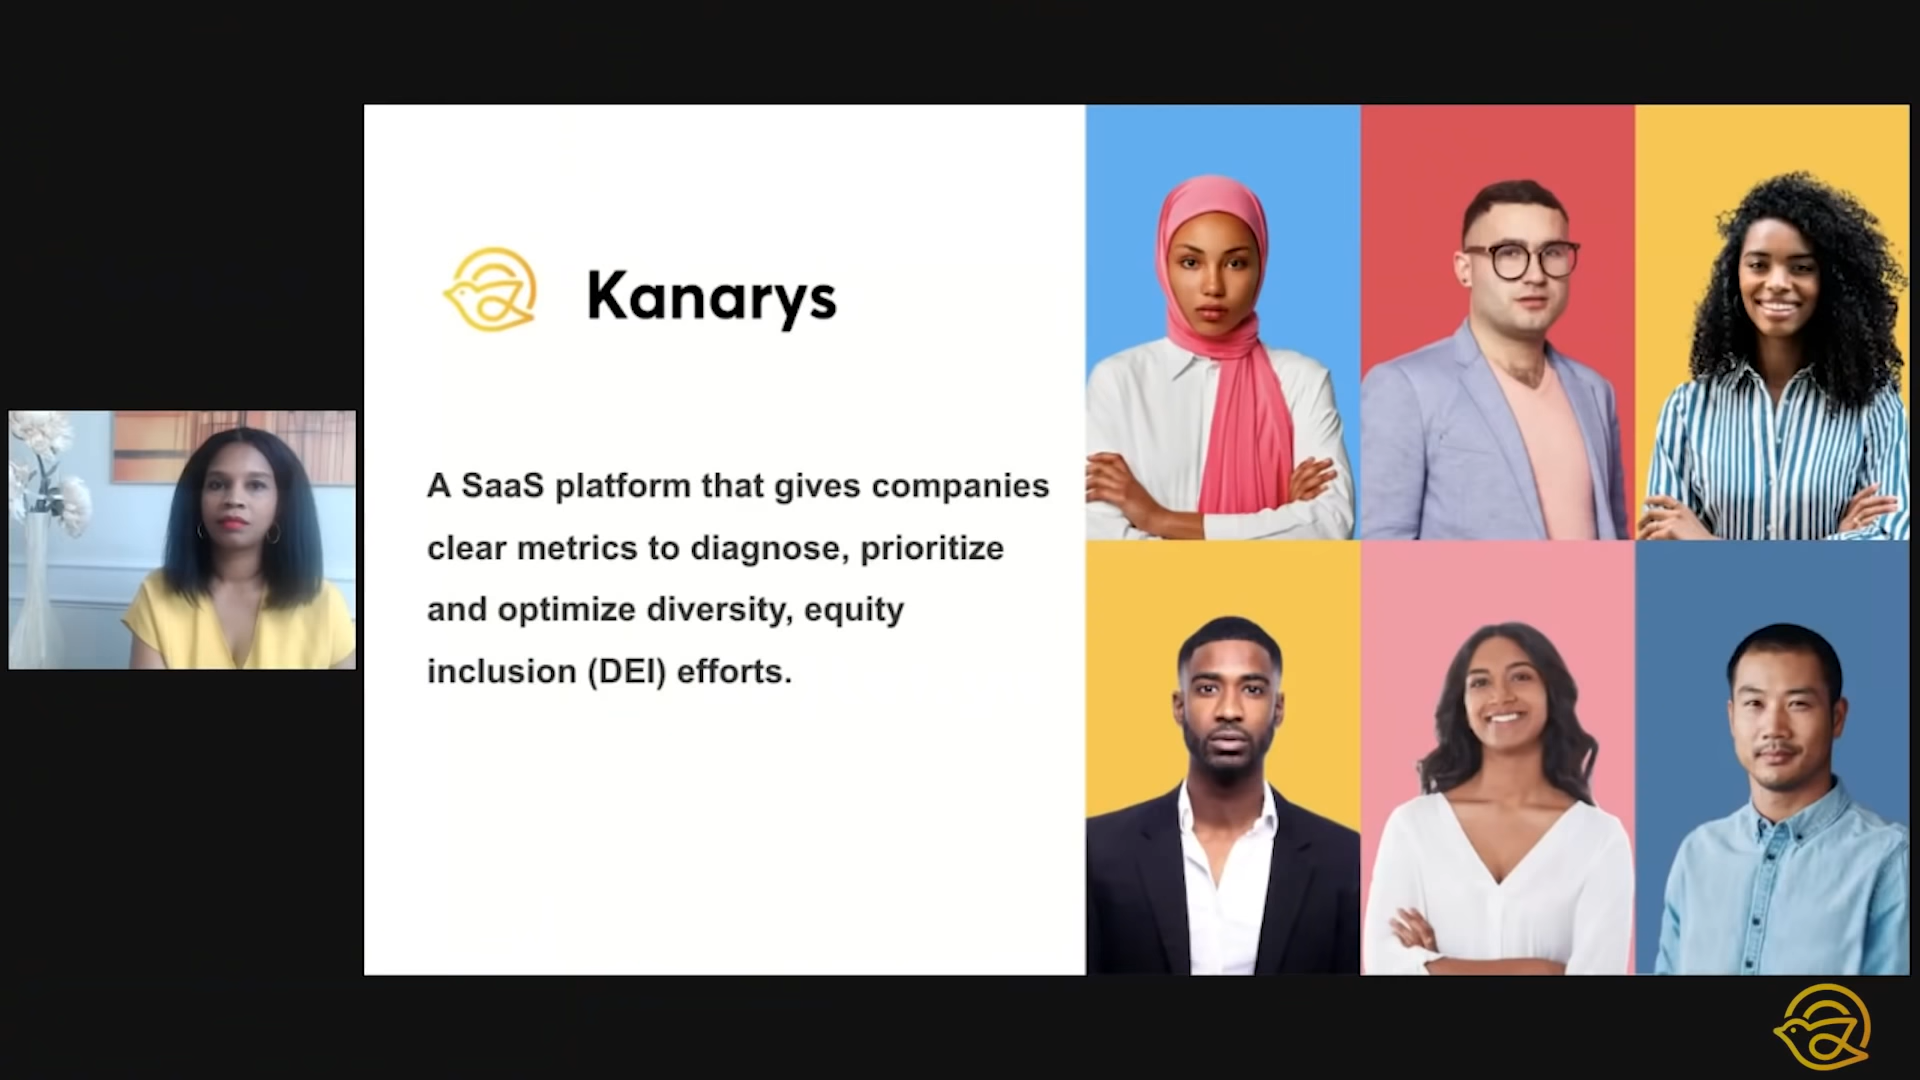 Kanarys
A SaaS platform that gives companies
clear metrics to diagnose, prioritize
and optimize diversity, equity
inclusion (DEI) efforts.